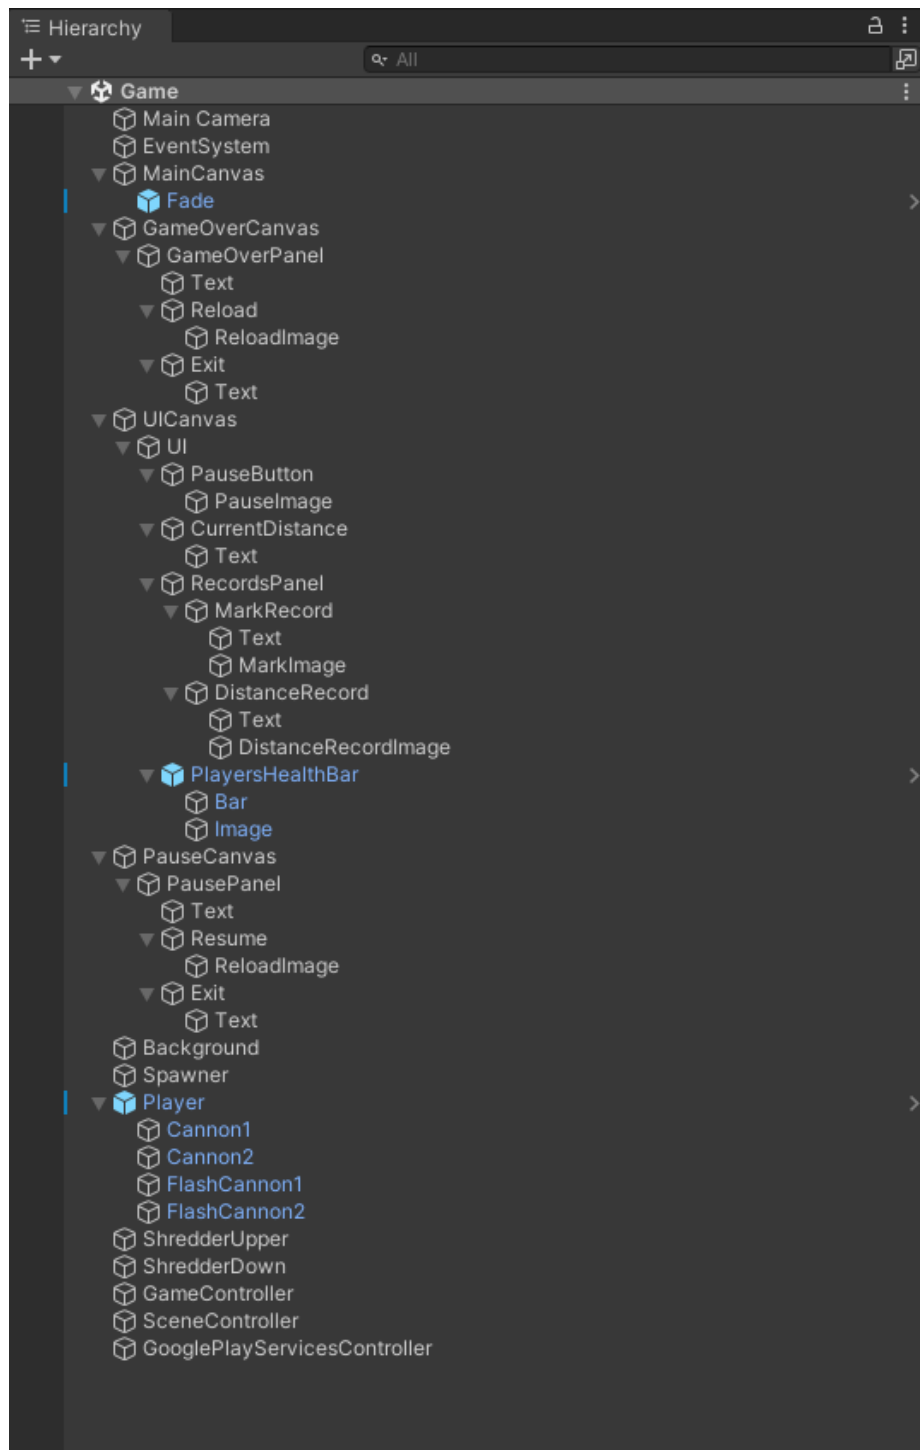 Hierarchy
All
Game
Main Camera
EventSystem
MainCanvas
Fade
GameOverCanvas
GameOverPanel
Text
Reload
ReloadImage
Exit
Text
UICanvas
UI
PauseButton
PauseImage
CurrentDistance
Text
RecordsPanel
MarkRecord
Text
MarkImage
DistanceRecord
Text
DistanceRecordImage
PlayersHealthBar
Bar
Image
PauseCanvas
PausePanel
Text
Resume
ReloadImage
Exit
Text
Background
Spawner
Player
Cannon1
Cannon2
FlashCannon1
FlashCannon2
ShredderUpper
ShredderDown
GameController
SceneController
GooglePlayServicesController